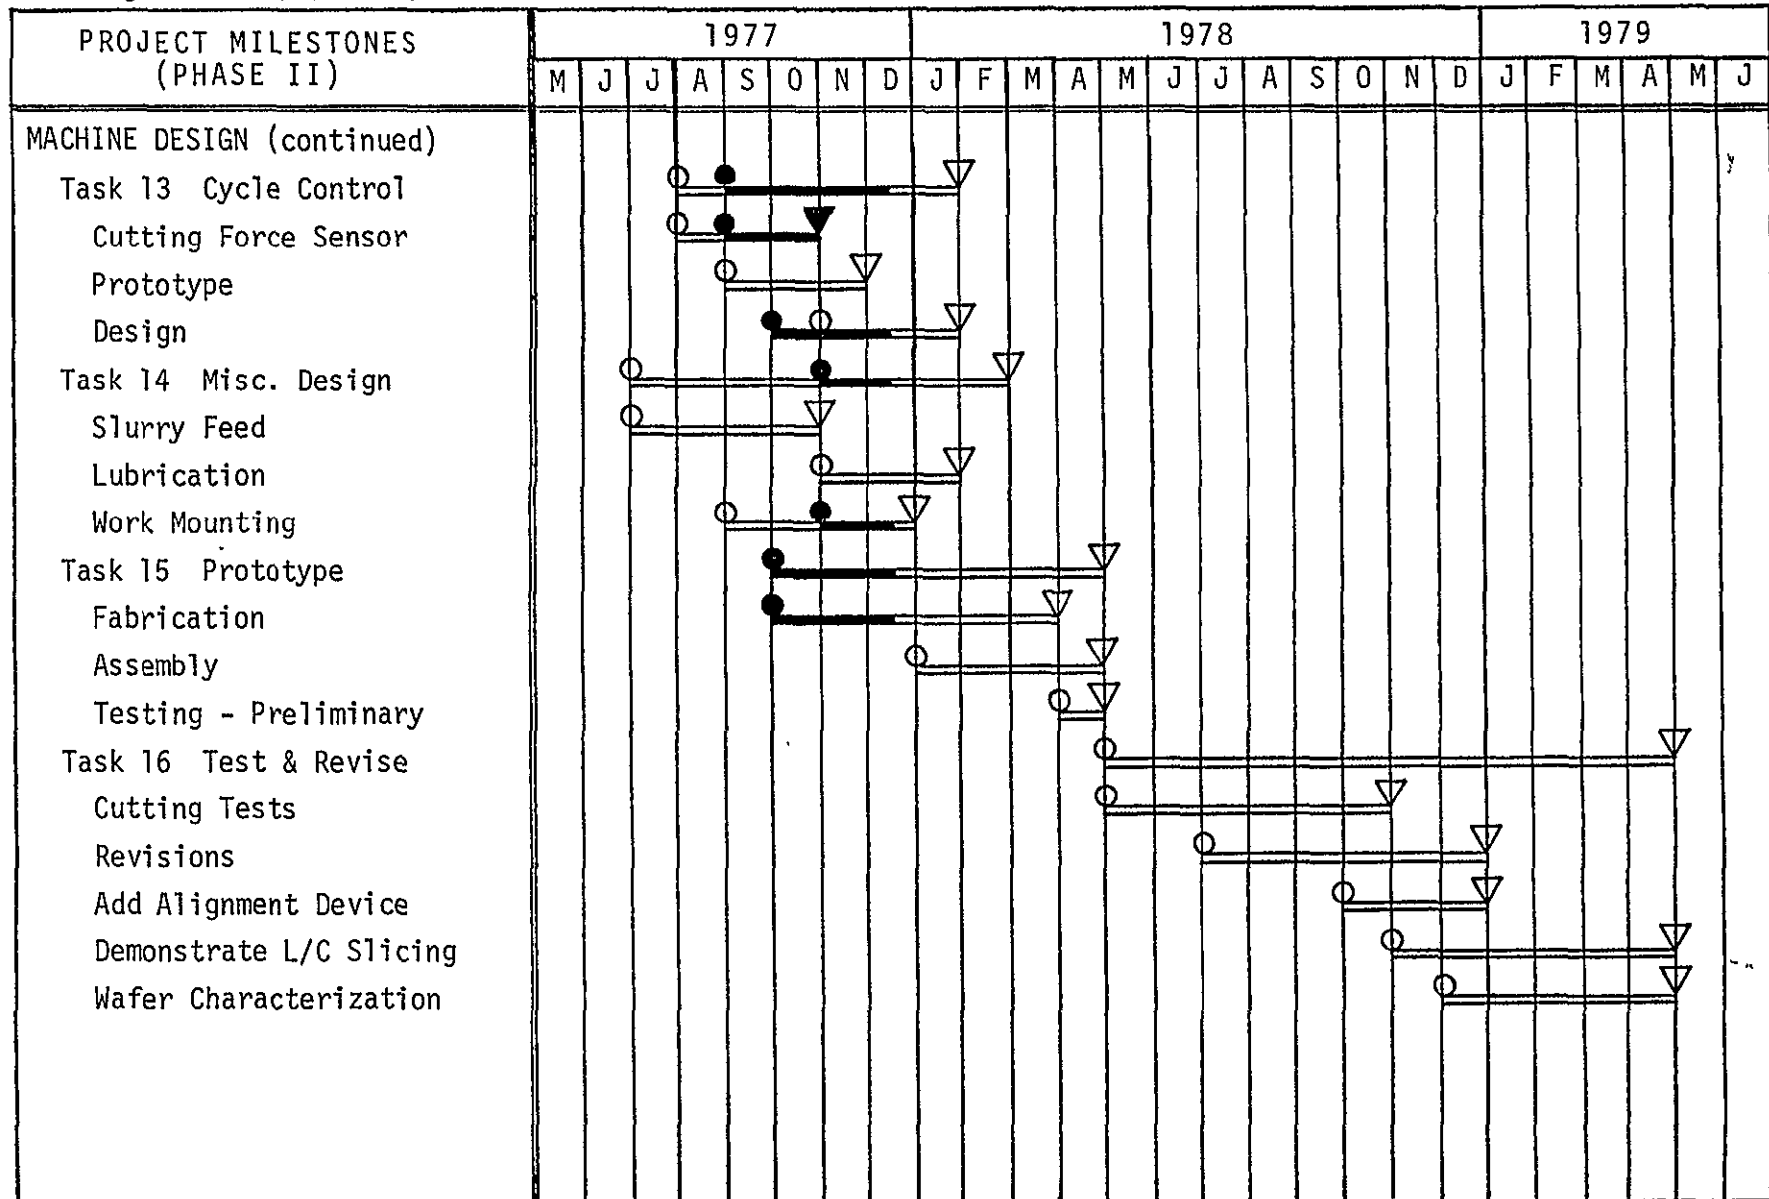 PROJECT MILESTONES
(PHASE II)
1977
1978
1979
M J J A S O N D J F M A M J J A S O N D J F M A M J
MACHINE DESIGN (continued)
Task 13 Cycle Control
Cutting Force Sensor
Prototype
Design
Task 14 Misc. Design
Slurry Feed
Lubrication
Work Mounting
Task 15 Prototype
Fabrication
Assembly
Testing - Preliminary
Task 16 Test & Revise
Cutting Tests
Revisions
Add Alignment Device
Demonstrate L/C Slicing
Wafer Characterization